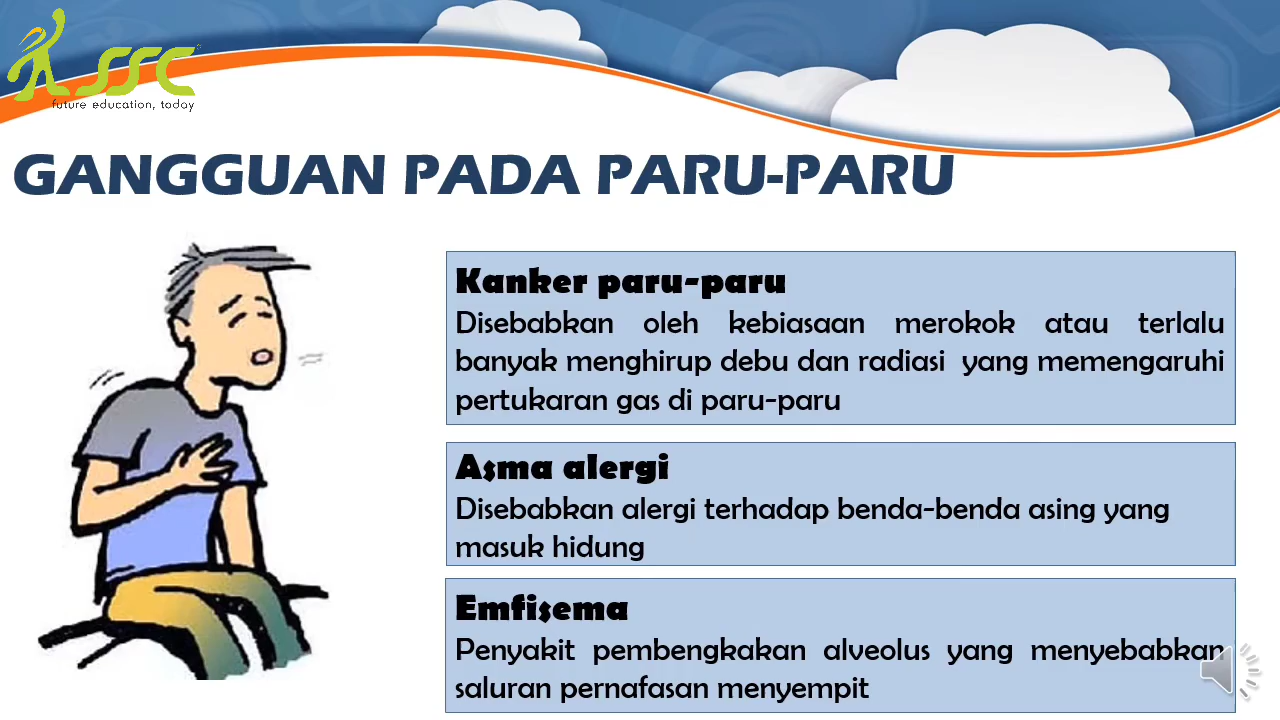 SSC
future education, today
GANGGUAN PADA PARU-PARU
Kanker paru-paru
Disebabkan oleh kebiasaan merokok atau terlalu
banyak menghirup debu dan radiasi yang memengaruhi
pertukaran gas di paru-paru
Asma alergi
Disebabkan alergi terhadap benda-benda asing yang
masuk hidung
Emfisema
Penyakit pembengkakan alveolus yang menyebabkan
saluran pernafasan menyempit